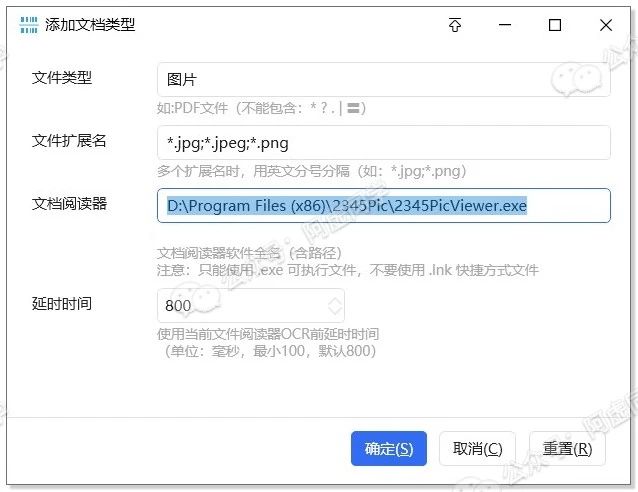 添加文档类型
文件类型
图片
如:PDF文件（不能包含：* ? . | 〓）
文件扩展名
*.jpg;*.jpeg;*.png
多个扩展名时，用英文分号分隔（如：*.jpg;*.png）
文档阅读器
D:\Program Files (x86)\2345Pic\2345PicViewer.exe
文档阅读器软件全名（含路径）
注意：只能使用 .exe 可执行文件，不要使用 .lnk 快捷方式文件
延时时间
800
使用当前文件阅读器OCR前延时时间
（单位：毫秒，最小100，默认800）
确定(S)
取消(C)
重置(R)
公众号：阿虚同学